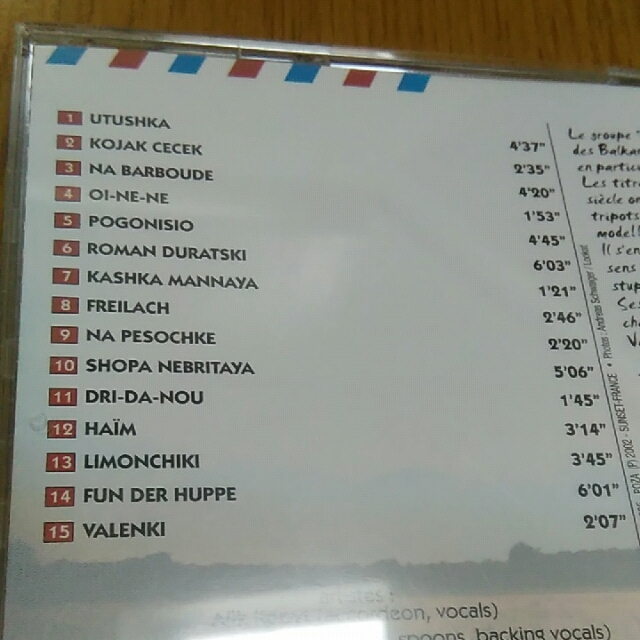 1 UTUSHKA 4'37"
2 KOJAK CECEK 2'35"
3 NA BARBOUDE 4'20"
4 OI-NE-NE 1'53"
5 POGONISIO 4'45"
6 ROMAN DURATSKI 6'03"
7 KASHKA MANNAYA 1'21"
8 FREILACH 2'46"
9 NA PESOCHKE 2'20"
10 SHOPA NEBRITAYA 5'06"
11 DRI-DA-NOU 1'45"
12 HAÏM 3'14"
13 LIMONCHIKI 3'45"
14 FUN DER HUPPE 6'01"
15 VALENKI 2'07"
Le groupe
des Balkan
en particu
Les titre
siècle on
tripots
modell
Il s'en
sens
stup
Ses
POZA (P) 2002 - SUNSET-FRANCE • Photos : Andreas Schwaiger / Lookat
vocals)
spoons, backing vocals)